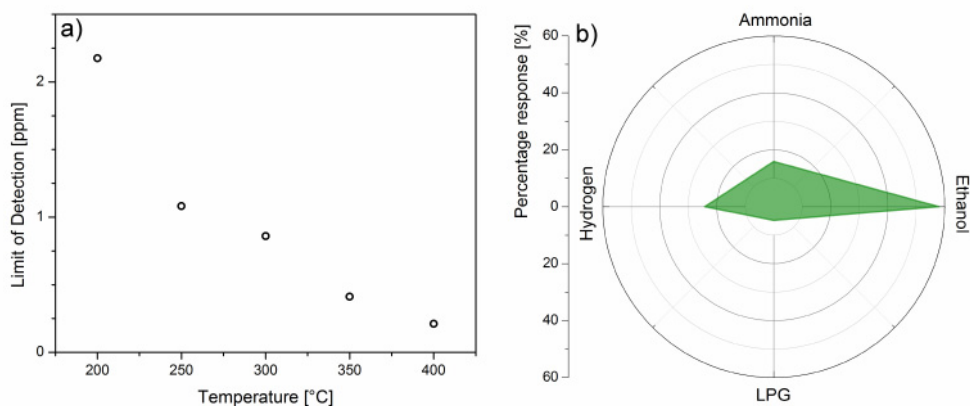 a)
2
1
0
200 250 300 350 400
Temperature [°C]
Limit of Detection [ppm]
b)
Percentage response [%]
60
40
20
0
20
40
60
Ammonia
Hydrogen
Ethanol
LPG